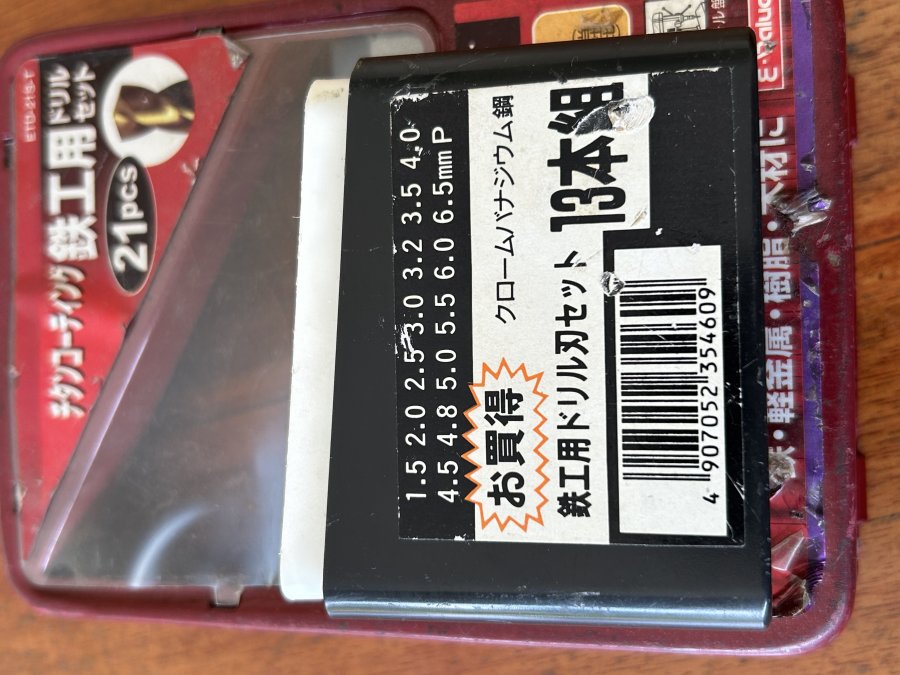 1.5 2.0 2.5 3.0 3.2 3.5 4.0
4.5 4.8 5.0 5.5 6.0 6.5mm P
お買得
クロームバナジウム鋼
鉄工用ドリル刃セット 13本組
4 907052 354609
チタンコーティング
鉄工用ドリルセット
21pcs
E-Value
鉄・軽金属・樹脂・木材に